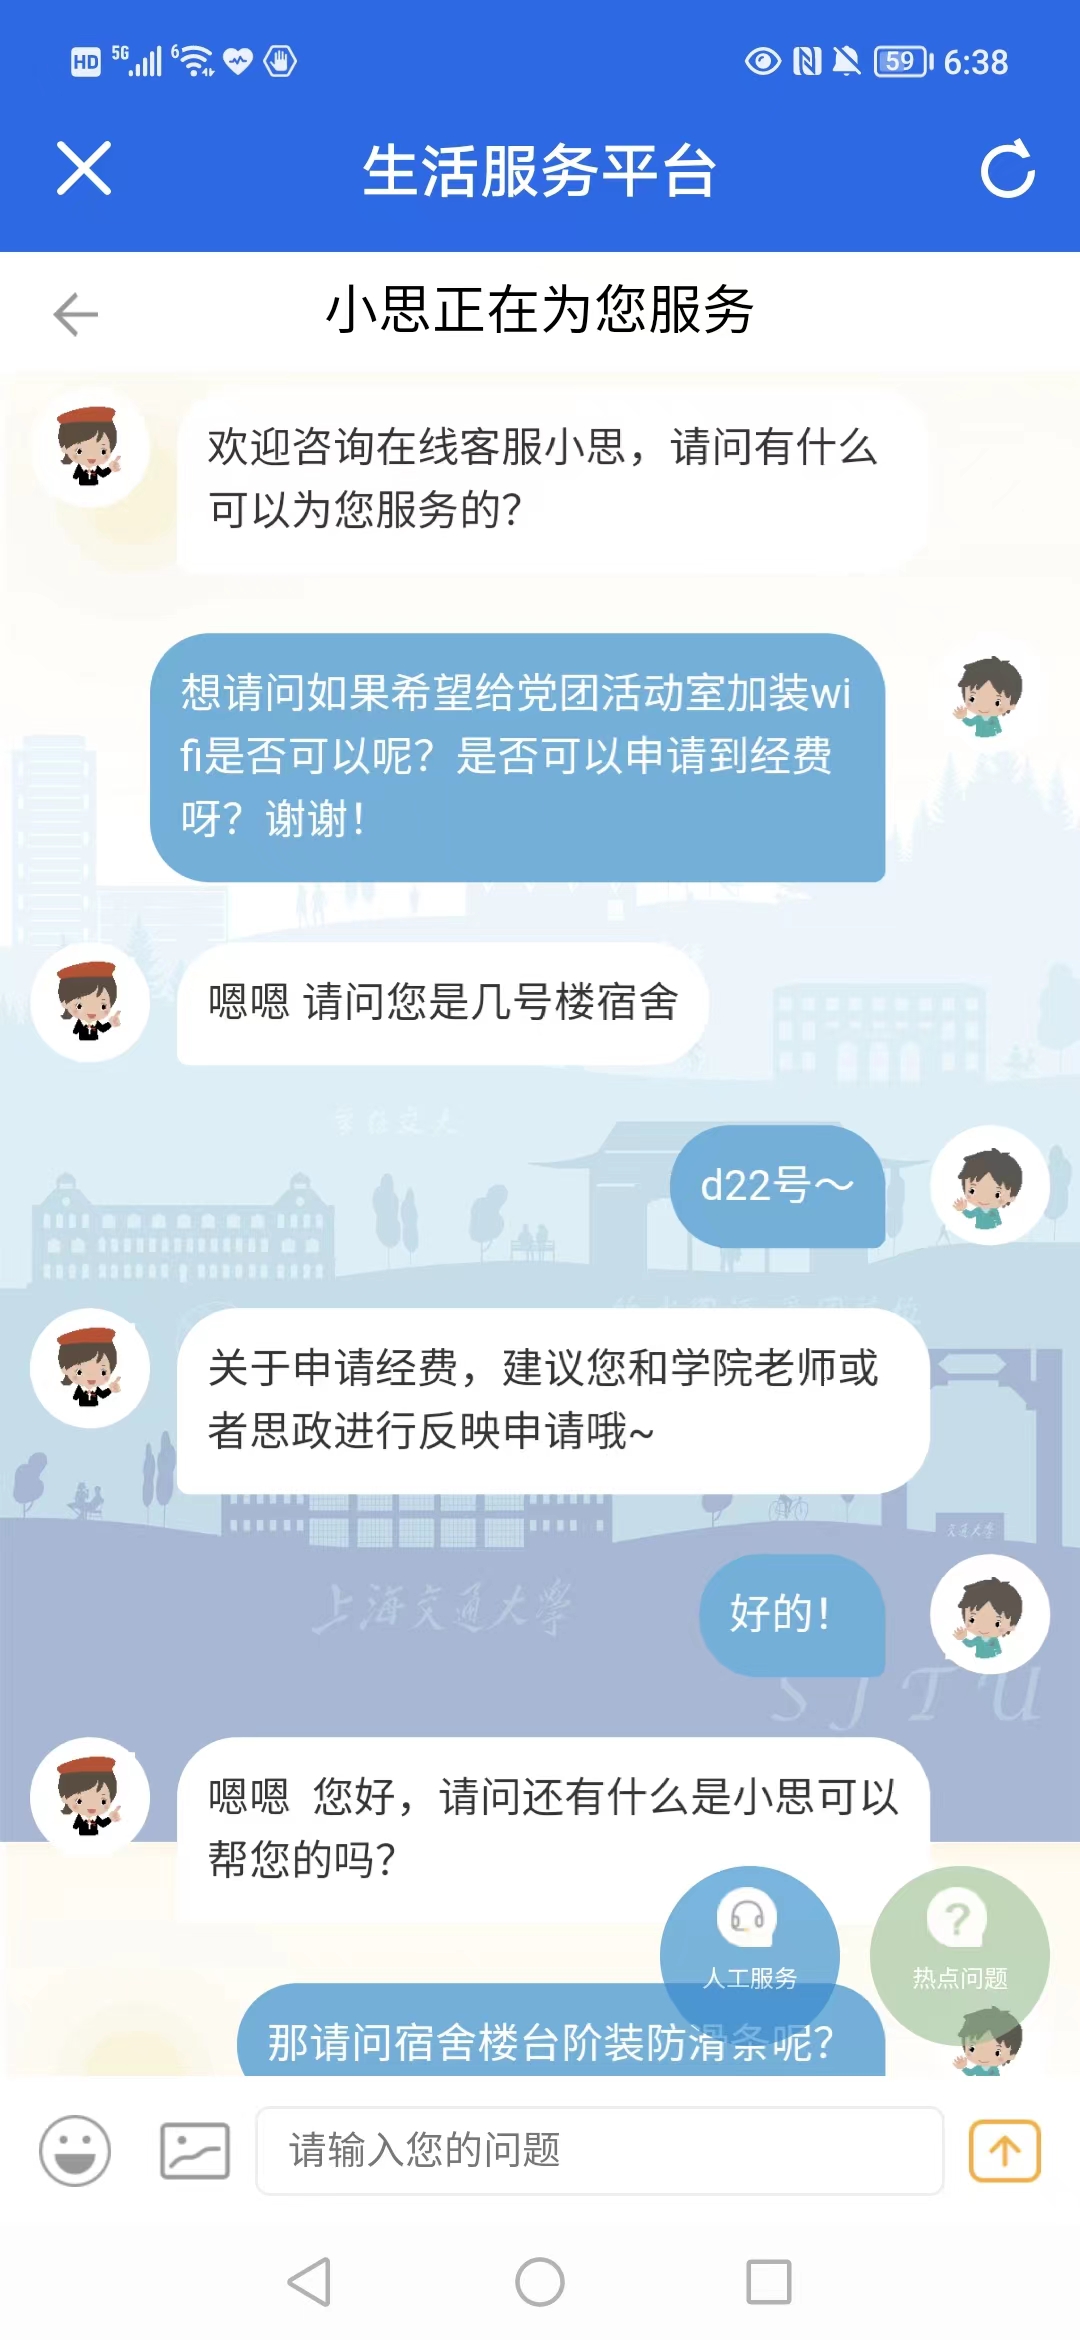 HD 5G 6 59 6:38
生活服务平台
小思正在为您服务
欢迎咨询在线客服小思，请问有什么
可以为您服务的？
想请问如果希望给党团活动室加装wi
fi是否可以呢？是否可以申请到经费
呀？谢谢！
嗯嗯 请问您是几号楼宿舍
学在交大
d22号～
关于申请经费，建议您和学院老师或
者思政进行反映申请哦~
交通大学
上海交通大学
好的！
SJTU
嗯嗯  您好，请问还有什么是小思可以
帮您的吗？
人工服务
?
热点问题
那请问宿舍楼台阶装防滑条呢？
请输入您的问题